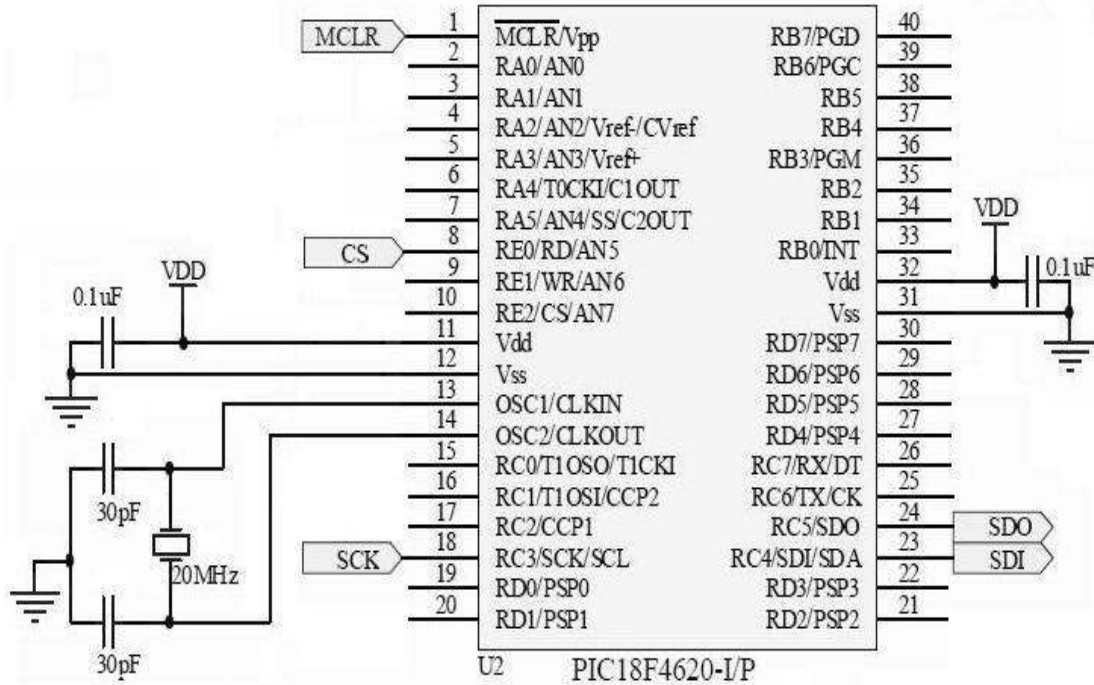 MCLR
1 MCLR/Vpp
2 RA0/AN0
3 RA1/AN1
4 RA2/AN2/Vref-/CVref
5 RA3/AN3/Vref+
6 RA4/T0CKI/C1OUT
7 RA5/AN4/SS/C2OUT
CS
8 RE0/RD/AN5
9 RE1/WR/AN6
10 RE2/CS/AN7
11 Vdd
12 Vss
13 OSC1/CLKIN
14 OSC2/CLKOUT
15 RC0/T1OSO/T1CKI
16 RC1/T1OSI/CCP2
17 RC2/CCP1
SCK
18 RC3/SCK/SCL
19 RD0/PSP0
20 RD1/PSP1
VDD
0.1uF
30pF
20MHz
30pF
RB7/PGD 40
RB6/PGC 39
RB5 38
RB4 37
RB3/PGM 36
RB2 35
RB1 34
RB0/INT 33
Vdd 32
Vss 31
RD7/PSP7 30
RD6/PSP6 29
RD5/PSP5 28
RD4/PSP4 27
RC7/RX/DT 26
RC6/TX/CK 25
RC5/SDO 24
SDO
RC4/SDI/SDA 23
SDI
RD3/PSP3 22
RD2/PSP2 21
VDD
0.1uF
U2
PIC18F4620-I/P